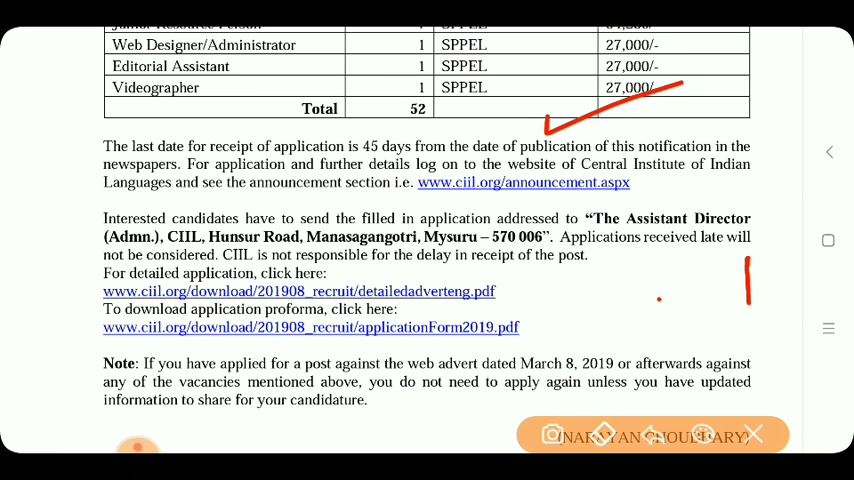 Web Designer/Administrator 1 SPPEL 27,000/-
Editorial Assistant 1 SPPEL 27,000/-
Videographer 1 SPPEL 27,000/-
Total 52
The last date for receipt of application is 45 days from the date of publication of this notification in the
newspapers. For application and further details log on to the website of Central Institute of Indian
Languages and see the announcement section i.e. www.ciil.org/announcement.aspx
Interested candidates have to send the filled in application addressed to “The Assistant Director
(Admn.), CIIL, Hunsur Road, Manasagangotri, Mysuru – 570 006”. Applications received late will
not be considered. CIIL is not responsible for the delay in receipt of the post.
For detailed application, click here:
www.ciil.org/download/201908_recruit/detailedadverteng.pdf
To download application proforma, click here:
www.ciil.org/download/201908_recruit/applicationForm2019.pdf
Note: If you have applied for a post against the web advert dated March 8, 2019 or afterwards against
any of the vacancies mentioned above, you do not need to apply again unless you have updated
information to share for your candidature.
(NARAYAN CHOUDHARY)